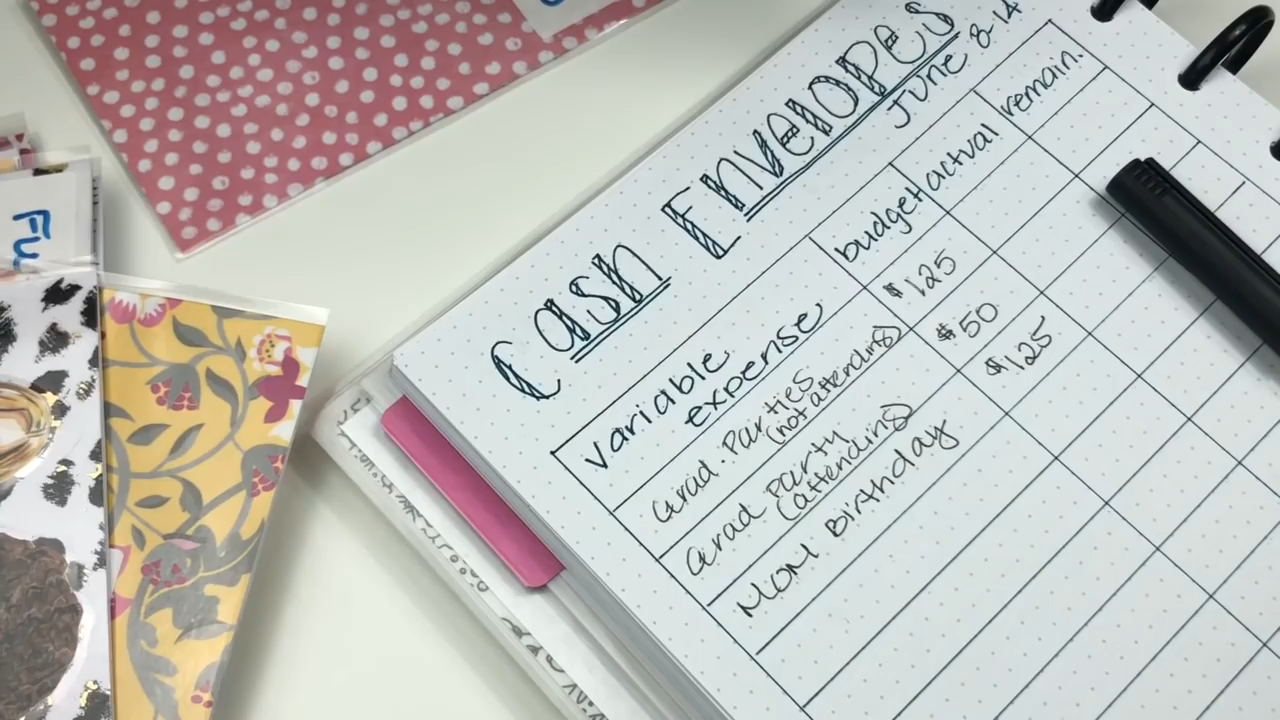 Cash Envelopes
June 8-14
variable expense budget actual remain.
Grad Parties (not attending) $125
Grad Party (attending) $50
Mom Birthday $125
Fu